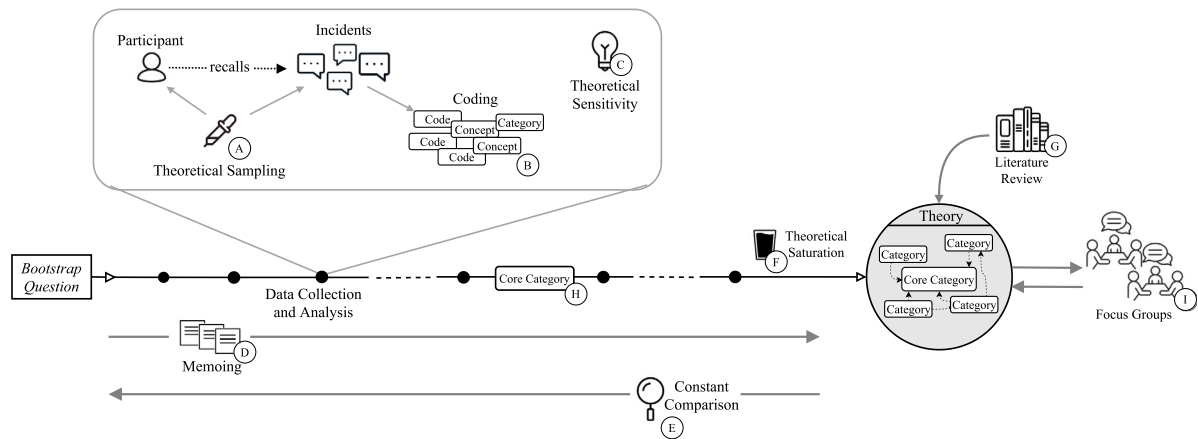 Participant
recalls
Incidents
Coding
Code
Concept
Category
Code
Concept
Code
B
A
Theoretical Sampling
C
Theoretical
Sensitivity
Bootstrap
Question
Data Collection
and Analysis
Core Category
H
Theoretical
Saturation
F
G
Literature
Review
Theory
Category
Category
Core Category
Category
Category
I
Focus Groups
D
Memoing
Constant
Comparison
E